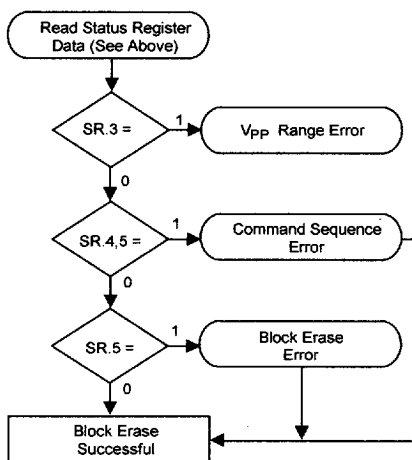 Read Status Register
Data (See Above)
SR.3 =
1
VPP Range Error
0
SR.4,5 =
1
Command Sequence
Error
0
SR.5 =
1
Block Erase
Error
0
Block Erase
Successful